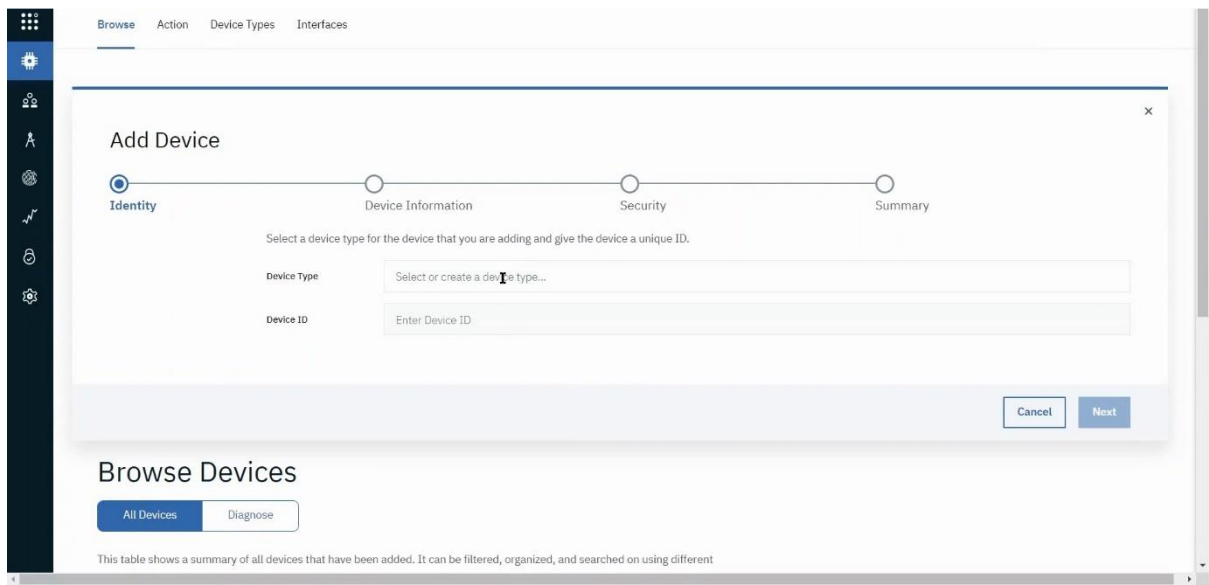 Browse Action Device Types Interfaces
Add Device
Identity Device Information Security Summary
Select a device type for the device that you are adding and give the device a unique ID.
Device Type Select or create a device type...
Device ID Enter Device ID
Cancel Next
Browse Devices
All Devices Diagnose
This table shows a summary of all devices that have been added. It can be filtered, organized, and searched on using different